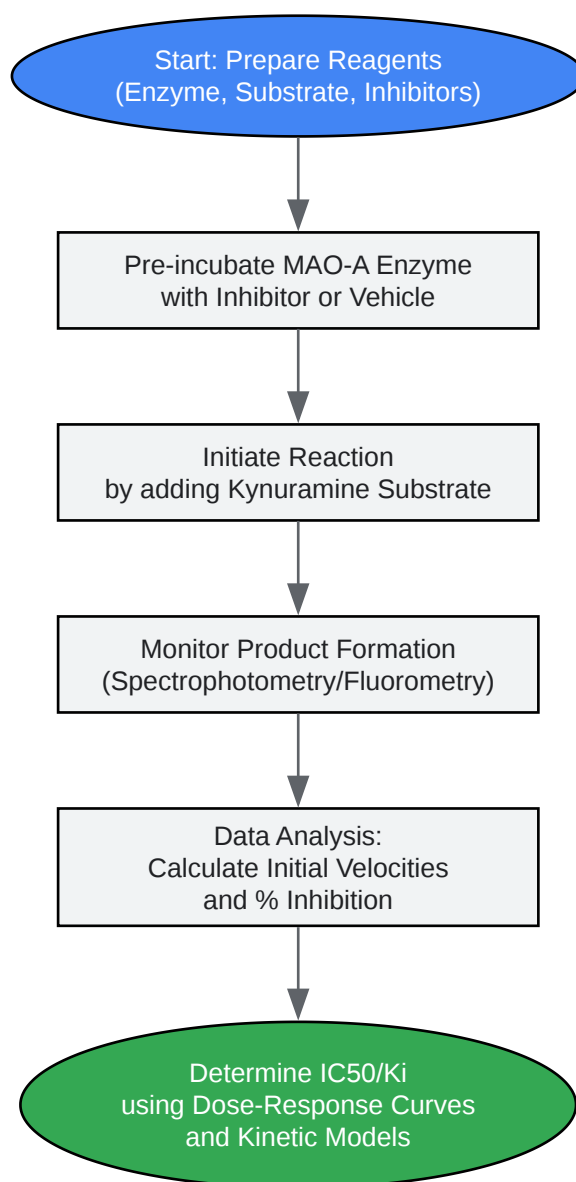 Start: Prepare Reagents
(Enzyme, Substrate, Inhibitors)
Pre-incubate MAO-A Enzyme
with Inhibitor or Vehicle
Initiate Reaction
by adding Kynuramine Substrate
Monitor Product Formation
(Spectrophotometry/Fluorometry)
Data Analysis:
Calculate Initial Velocities
and % Inhibition
Determine IC50/Ki
using Dose-Response Curves
and Kinetic Models